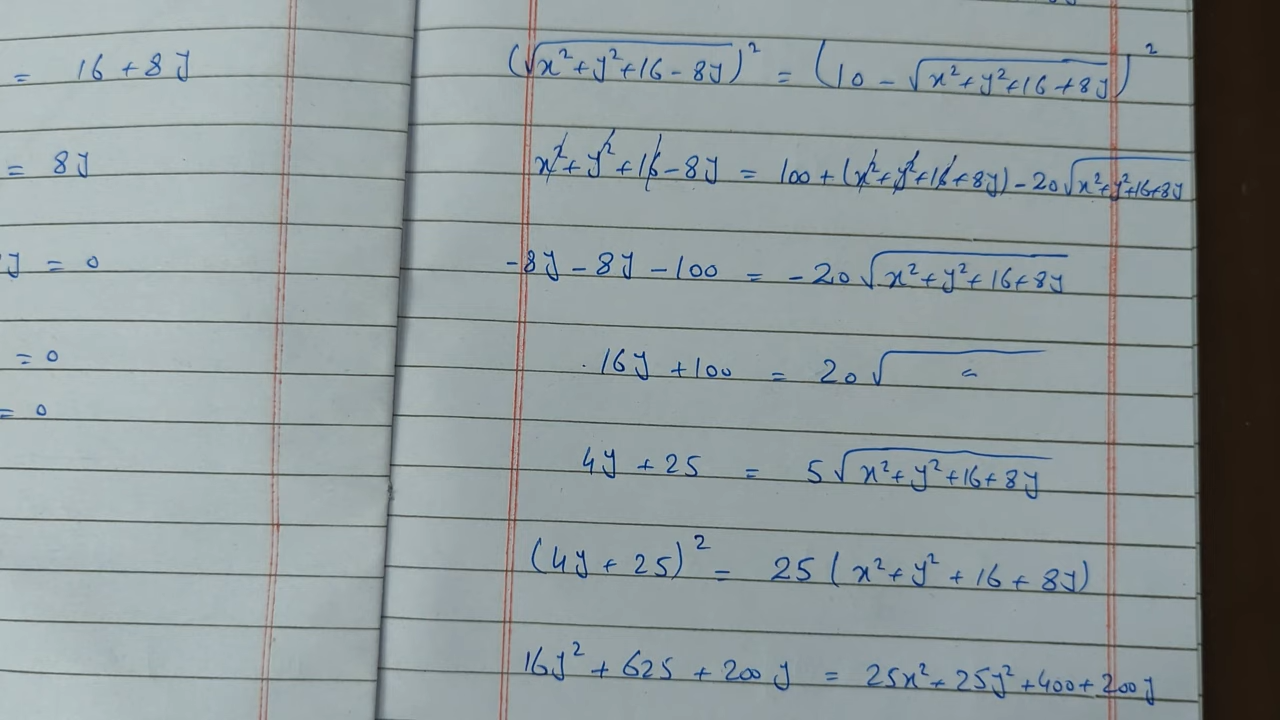 = 16 + 8y
= 8y
y = 0
= 0
= 0
(√x²+y²+16-8y)² = (10 - √x²+y²+16+8y)²
x²+y²+16-8y = 100 + (x²+y²+16+8y) - 20√x²+y²+16+8y
-8y - 8y - 100 = -20√x²+y²+16+8y
16y + 100 = 20√ =
4y + 25 = 5√x²+y²+16+8y
(4y + 25)² = 25 (x²+y² + 16 + 8y)
16y² + 625 + 200y = 25x²+25y²+400+200y